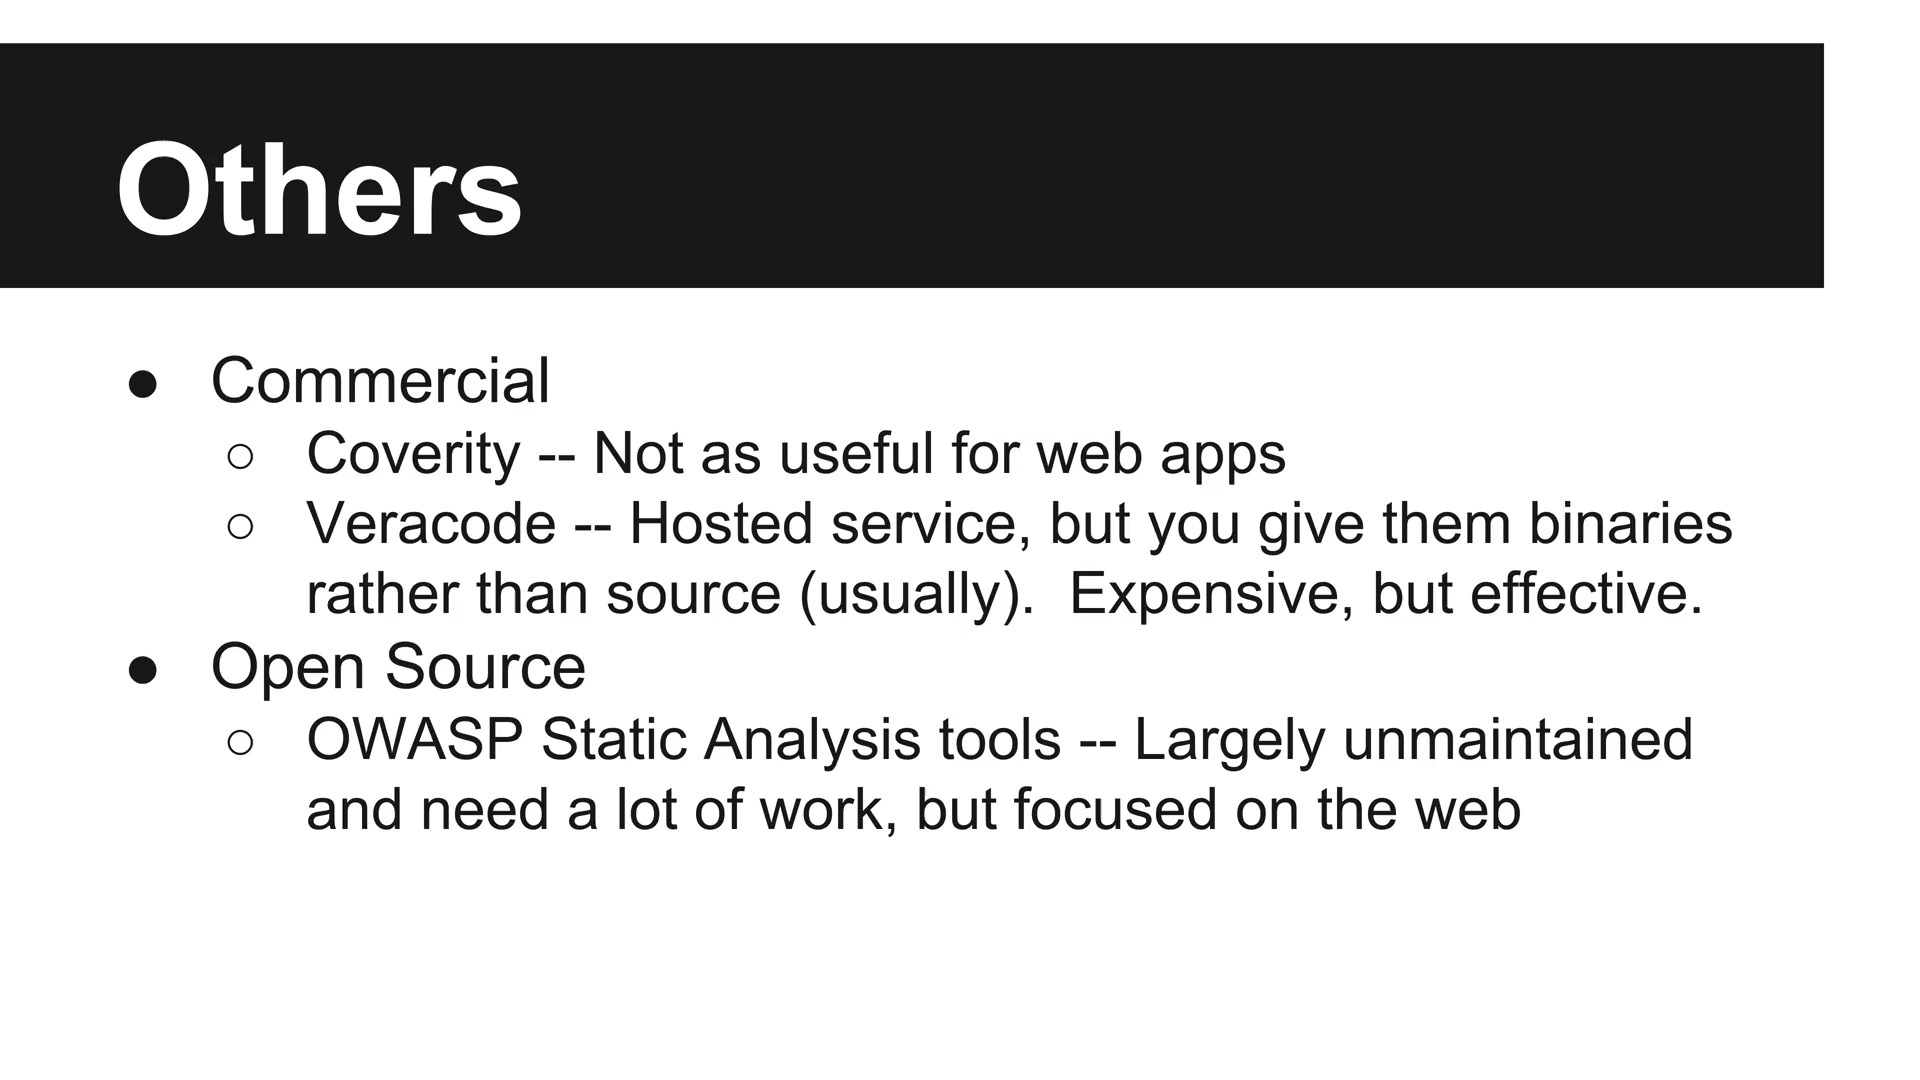 Others
● Commercial
○ Coverity -- Not as useful for web apps
○ Veracode -- Hosted service, but you give them binaries
rather than source (usually).  Expensive, but effective.
● Open Source
○ OWASP Static Analysis tools -- Largely unmaintained
and need a lot of work, but focused on the web